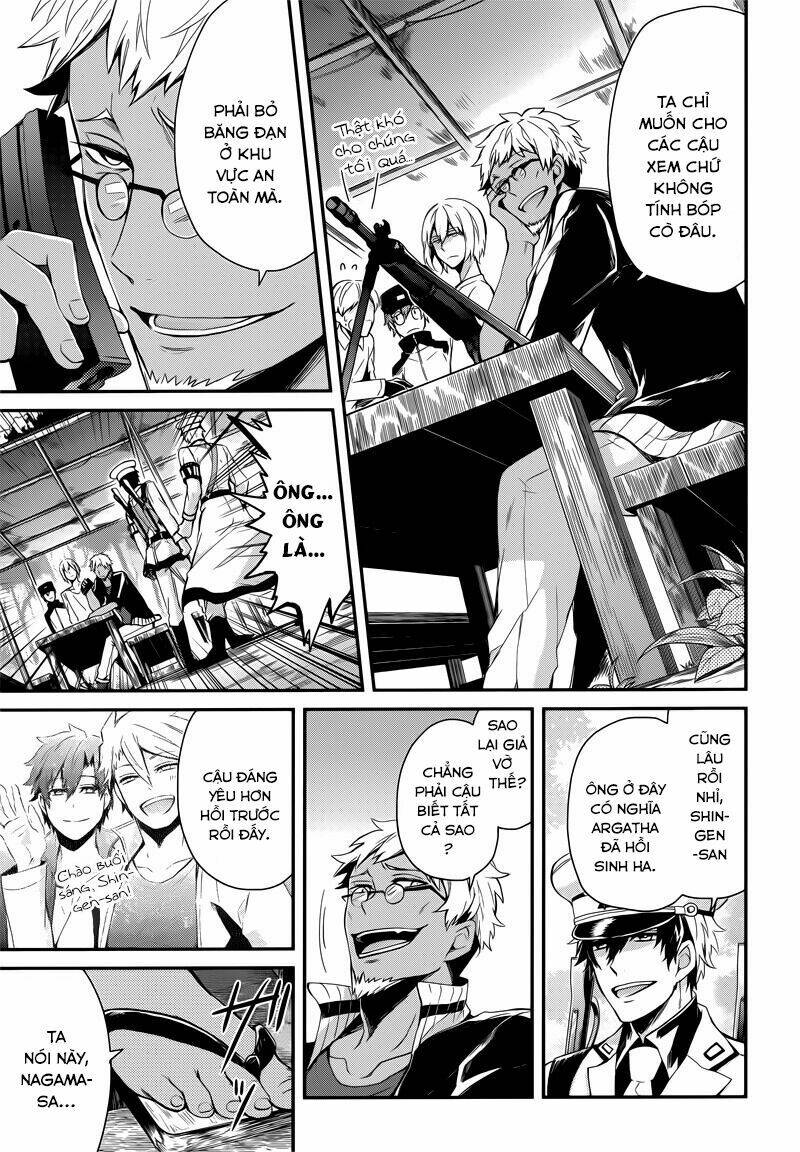 TA CHỈ
MUỐN CHO
CÁC CẬU
XEM CHỨ
KHÔNG
TÍNH BÓP
CÒ ĐÂU.
Thật khó
cho chúng
tôi quá..
PHẢI BỎ
BĂNG ĐẠN
Ở KHU
VỰC AN
TOÀN MÀ.
ÔNG...
ÔNG
LÀ...
CŨNG
LÂU
RỒI
NHỈ,
SHIN-
GEN
-SAN
ÔNG Ở ĐÂY
CÓ NGHĨA
ARGATHA
ĐÃ HỒI
SINH HA.
SAO
LẠI GIẢ
VỜ
THẾ?
CHẲNG
PHẢI CẬU
BIẾT TẤT
CẢ SAO
?
CẬU ĐÁNG
YÊU HƠN
HỒI TRƯỚC
RỒI ĐẤY.
Chào buổi
sáng, Shin
Gen-san!
TA
NÓI NÀY,
NAGAMA-
SA...